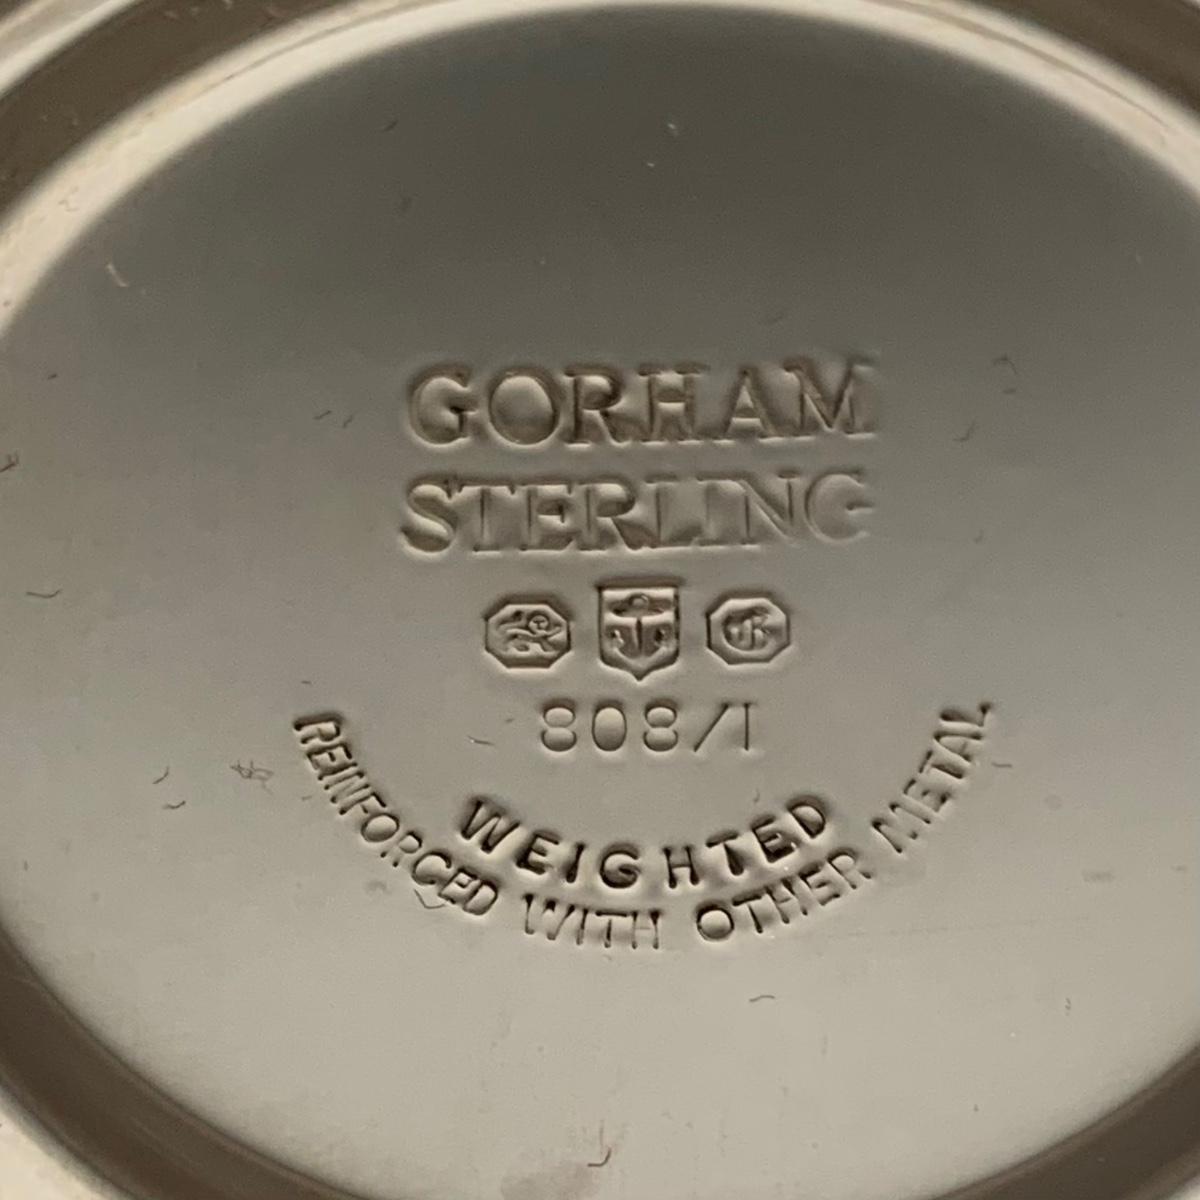 GORHAM
STERLING
G
808/1
WEIGHTED
REINFORCED WITH OTHER METAL